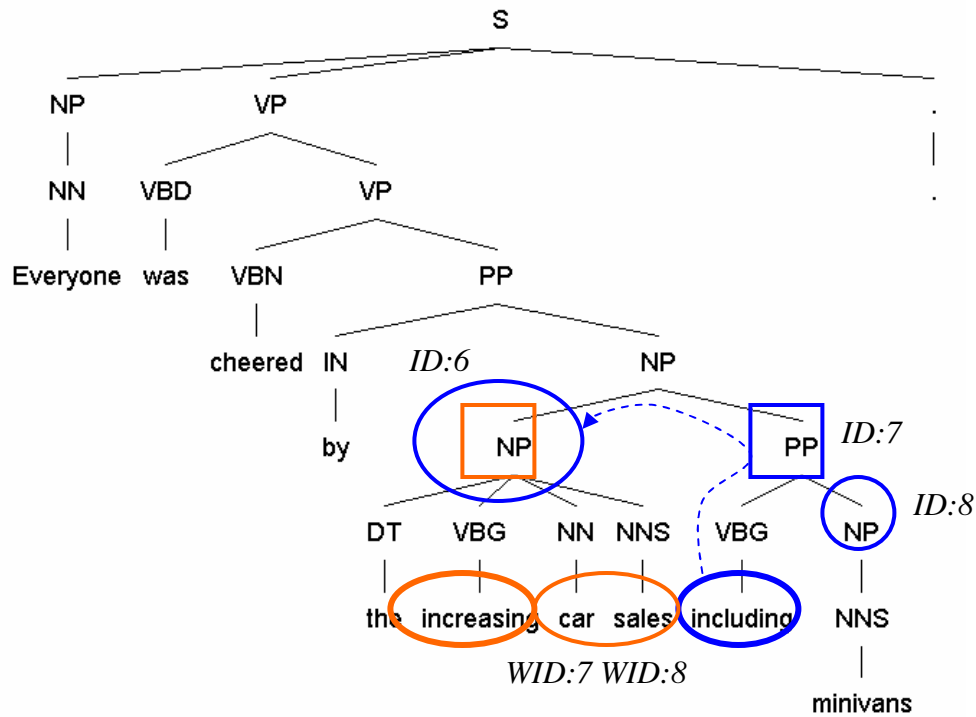 S
NP VP .
NN VBD VP .
Everyone was VBN PP
cheered IN ID:6 NP
by NP PP ID:7
DT VBG NN NNS VBG NP ID:8
the increasing car sales including NNS
WID:7 WID:8
minivans